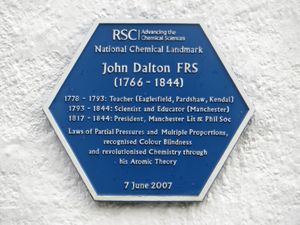 RSC | Advancing the
Chemical Sciences
National Chemical Landmark
John Dalton FRS
(1766 - 1844)
1778 - 1793: Teacher (Eaglesfield, Pardshaw, Kendal)
1793 - 1844: Scientist and Educator (Manchester)
1817 - 1844: President, Manchester Lit & Phil Soc
Laws of Partial Pressures and Multiple Proportions,
recognised Colour Blindness
and revolutionised Chemistry through
his Atomic Theory
7 June 2007